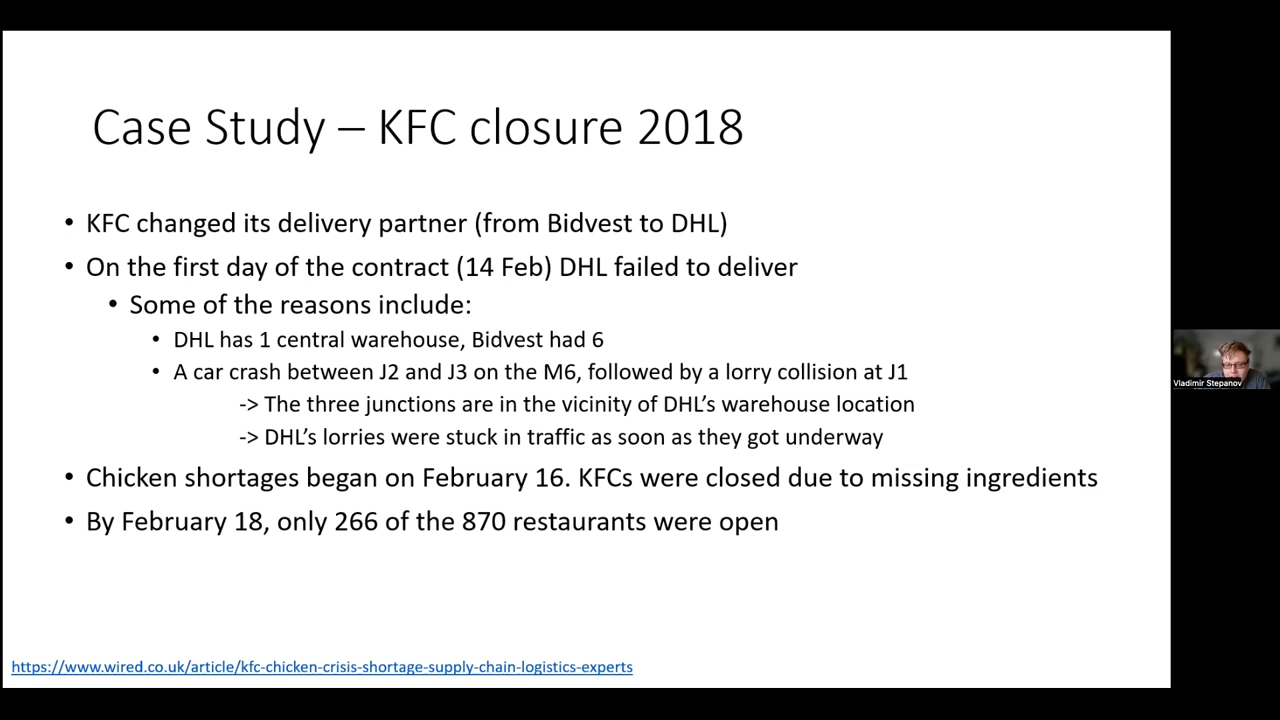 Case Study – KFC closure 2018
• KFC changed its delivery partner (from Bidvest to DHL)
• On the first day of the contract (14 Feb) DHL failed to deliver
• Some of the reasons include:
• DHL has 1 central warehouse, Bidvest had 6
• A car crash between J2 and J3 on the M6, followed by a lorry collision at J1
-> The three junctions are in the vicinity of DHL’s warehouse location
-> DHL’s lorries were stuck in traffic as soon as they got underway
• Chicken shortages began on February 16. KFCs were closed due to missing ingredients
• By February 18, only 266 of the 870 restaurants were open
https://www.wired.co.uk/article/kfc-chicken-crisis-shortage-supply-chain-logistics-experts
Vladimir Stepanov